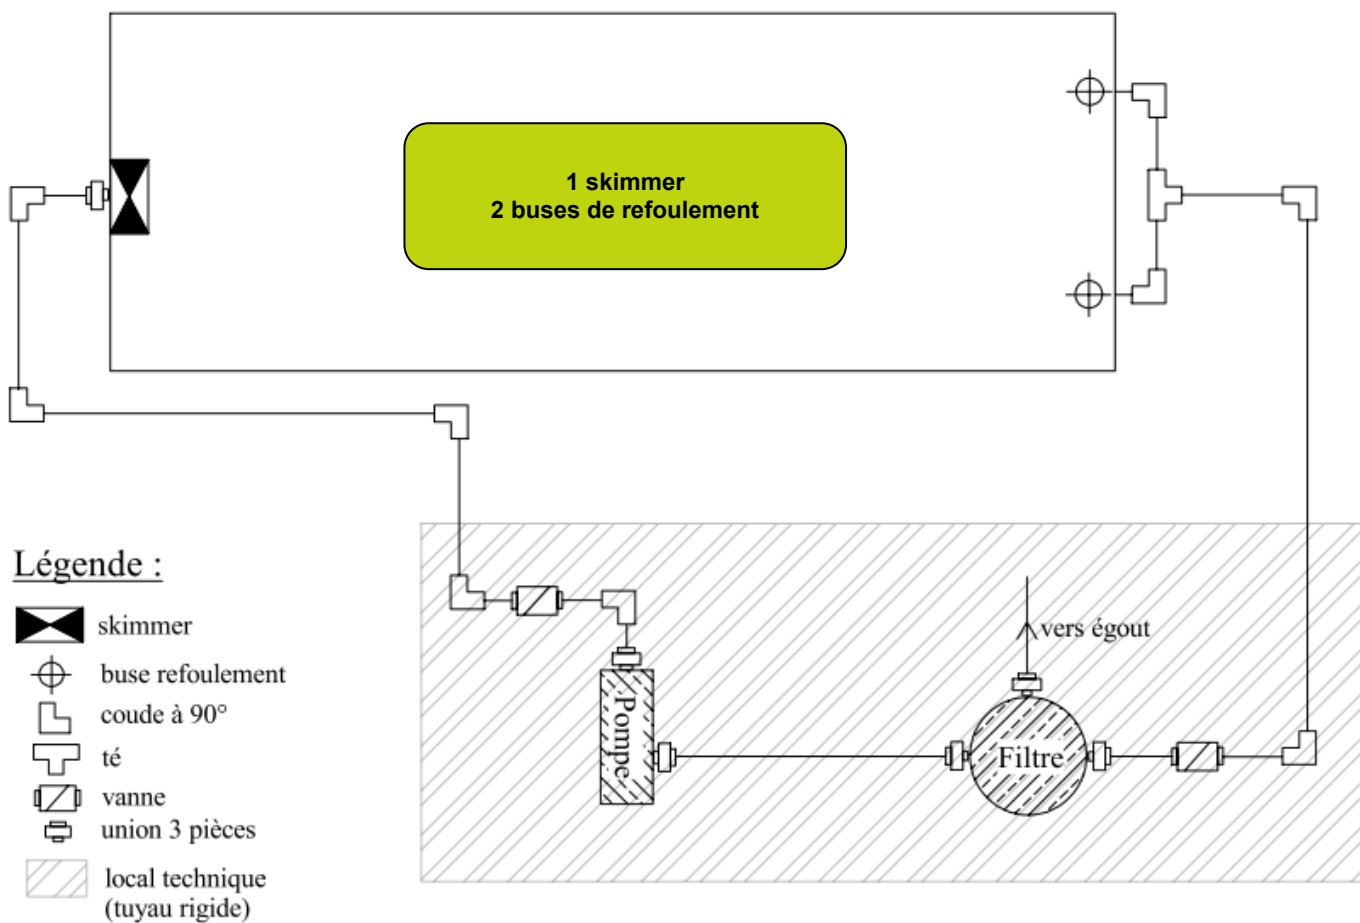 1 skimmer
2 buses de refoulement
Légende :
skimmer
buse refoulement
coude à 90°
té
vanne
union 3 pièces
local technique
(tuyau rigide)
Pompe
vers égout
Filtre